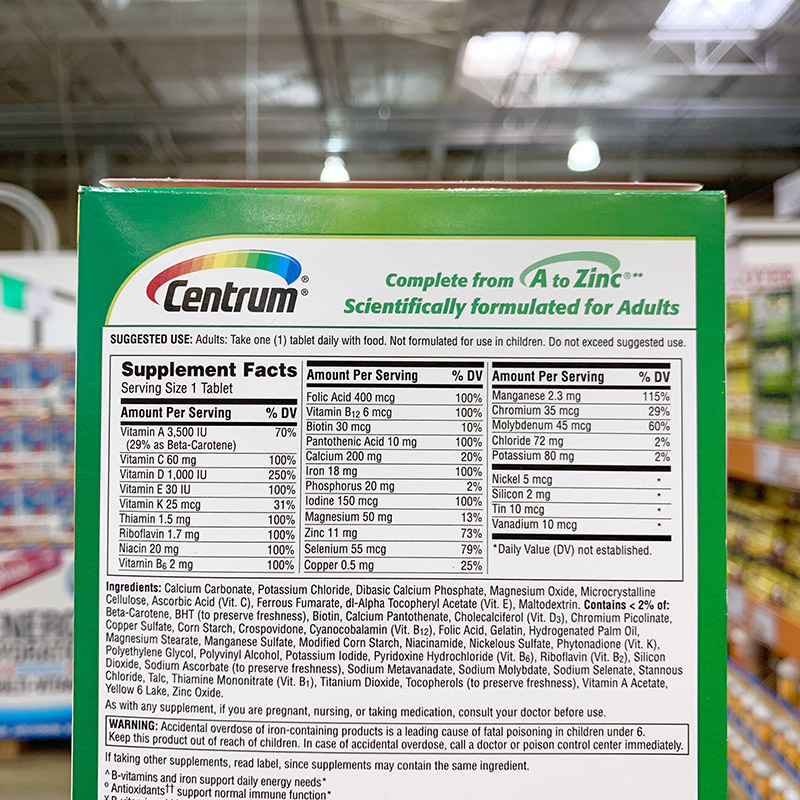 Centrum®
Complete from A to Zinc®**
Scientifically formulated for Adults
SUGGESTED USE: Adults: Take one (1) tablet daily with food. Not formulated for use in children. Do not exceed suggested use.
Supplement Facts
Serving Size 1 Tablet
Amount Per Serving % DV
Vitamin A 3,500 IU 70%
(29% as Beta-Carotene)
Vitamin C 60 mg 100%
Vitamin D 1,000 IU 250%
Vitamin E 30 IU 100%
Vitamin K 25 mcg 31%
Thiamin 1.5 mg 100%
Riboflavin 1.7 mg 100%
Niacin 20 mg 100%
Vitamin B6 2 mg 100%
Amount Per Serving % DV
Folic Acid 400 mcg 100%
Vitamin B12 6 mcg 100%
Biotin 30 mcg 10%
Pantothenic Acid 10 mg 100%
Calcium 200 mg 20%
Iron 18 mg 100%
Phosphorus 20 mg 2%
Iodine 150 mcg 100%
Magnesium 50 mg 13%
Zinc 11 mg 73%
Selenium 55 mcg 79%
Copper 0.5 mg 25%
Amount Per Serving % DV
Manganese 2.3 mg 115%
Chromium 35 mcg 29%
Molybdenum 45 mcg 60%
Chloride 72 mg 2%
Potassium 80 mg 2%
Nickel 5 mcg *
Silicon 2 mg *
Tin 10 mcg *
Vanadium 10 mcg *
*Daily Value (DV) not established.
Ingredients: Calcium Carbonate, Potassium Chloride, Dibasic Calcium Phosphate, Magnesium Oxide, Microcrystalline
Cellulose, Ascorbic Acid (Vit. C), Ferrous Fumarate, dl-Alpha Tocopheryl Acetate (Vit. E), Maltodextrin. Contains < 2% of:
Beta-Carotene, BHT (to preserve freshness), Biotin, Calcium Pantothenate, Cholecalciferol (Vit. D3), Chromium Picolinate,
Copper Sulfate, Corn Starch, Crospovidone, Cyanocobalamin (Vit. B12), Folic Acid, Gelatin, Hydrogenated Palm Oil,
Magnesium Stearate, Manganese Sulfate, Modified Corn Starch, Niacinamide, Nickelous Sulfate, Phytonadione (Vit. K),
Polyethylene Glycol, Polyvinyl Alcohol, Potassium Iodide, Pyridoxine Hydrochloride (Vit. B6), Riboflavin (Vit. B2), Silicon
Dioxide, Sodium Ascorbate (to preserve freshness), Sodium Metavanadate, Sodium Molybdate, Sodium Selenate, Stannous
Chloride, Talc, Thiamine Mononitrate (Vit. B1), Titanium Dioxide, Tocopherols (to preserve freshness), Vitamin A Acetate,
Yellow 6 Lake, Zinc Oxide.
As with any supplement, if you are pregnant, nursing, or taking medication, consult your doctor before use.
WARNING: Accidental overdose of iron-containing products is a leading cause of fatal poisoning in children under 6.
Keep this product out of reach of children. In case of accidental overdose, call a doctor or poison control center immediately.
If taking other supplements, read label, since supplements may contain the same ingredient.
^B-vitamins and iron support daily energy needs*
°Antioxidants†† support normal immune function*